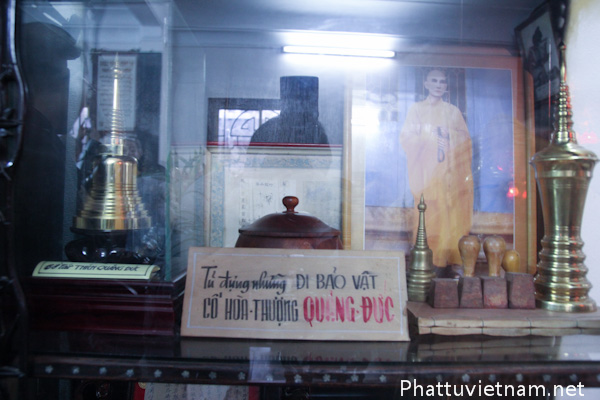 Tủ đựng những DI BẢO VẬT
CỐ HÒA-THƯỢNG QUẢNG-ĐỨC
Phattuvietnam.net